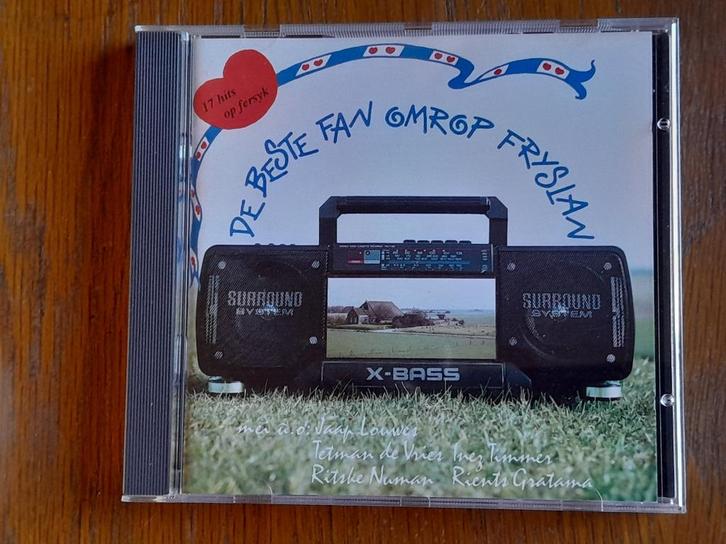 17 hits
op fersyk
DE BESTE FAN OMROP FRYSLAN
SURROUND
SYSTEM
SURROUND
SYSTEM
X-BASS
mei û.o: Jaap Louwes
Tetman de Vries Inez Timmer
Ritske Numan Rients Gratama